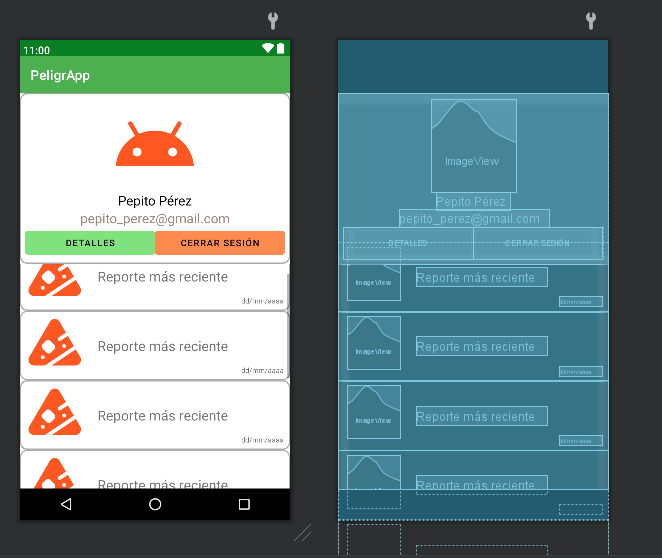 11:00
PeligrApp
Pepito Pérez
pepito_perez@gmail.com
DETALLES CERRAR SESIÓN
Reporte más reciente
dd/mm/aaaa
Reporte más reciente
dd/mm/aaaa
Reporte más reciente
dd/mm/aaaa
Reporte más reciente
ImageView
Pepito Pérez
pepito_perez@gmail.com
DETALLES CERRAR SESIÓN
Reporte más reciente
ImageView
dd/mm/aaaa
Reporte más reciente
ImageView
dd/mm/aaaa
Reporte más reciente
ImageView
dd/mm/aaaa
Reporte más reciente